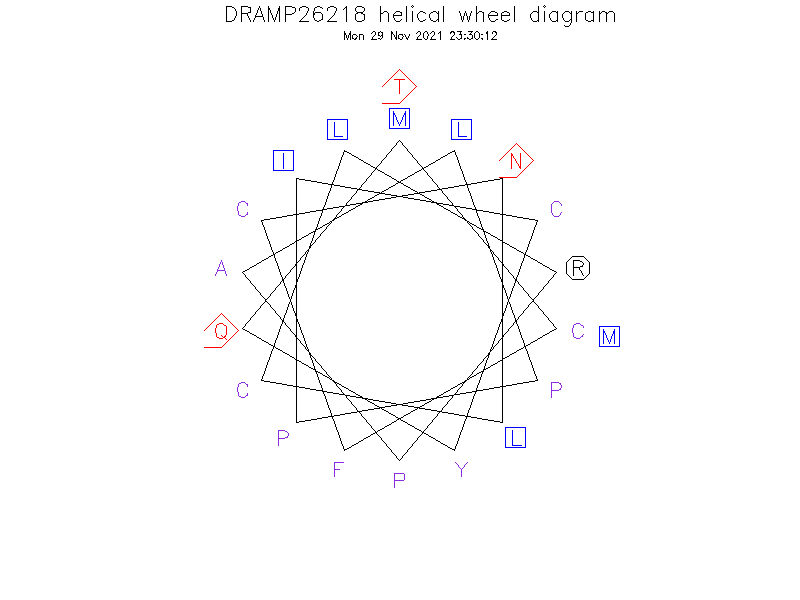 DRAMP26218 helical wheel diagram
Mon 29 Nov 2021 23:30:12
T
L M L
I N
C C
A R
Q C M
C P
P L
F Y
P